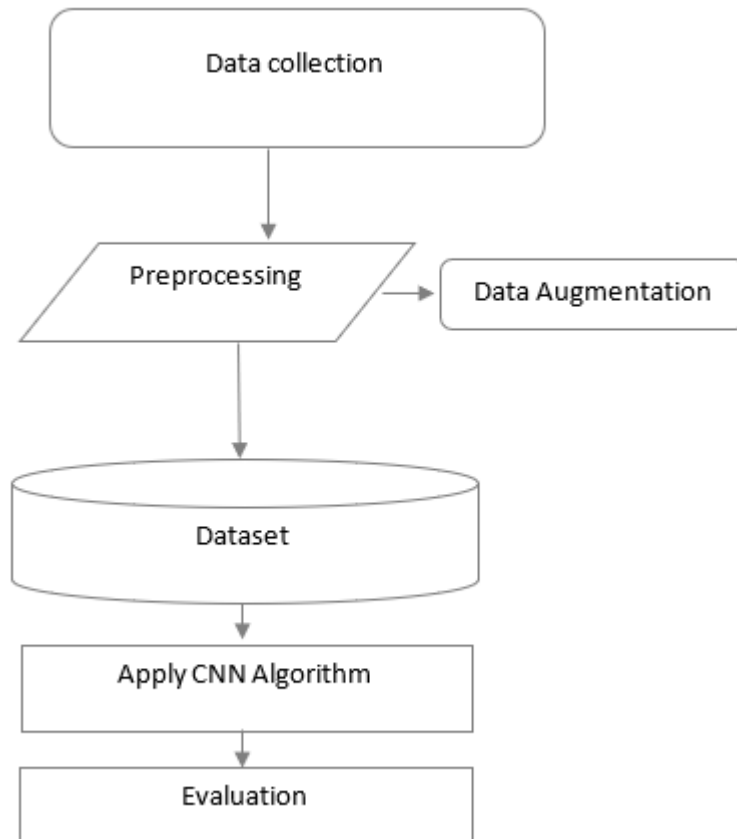 Data collection
Preprocessing
Data Augmentation
Dataset
Apply CNN Algorithm
Evaluation